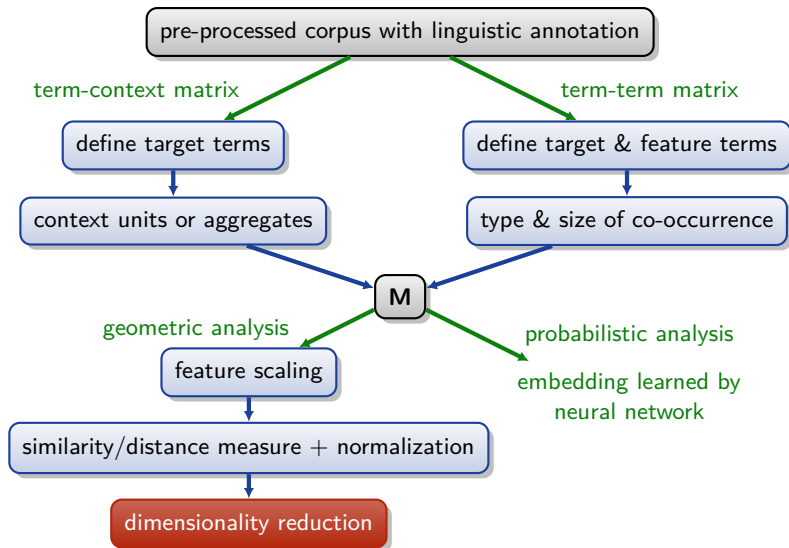 pre-processed corpus with linguistic annotation
term-context matrix
term-term matrix
define target terms
define target & feature terms
context units or aggregates
type & size of co-occurrence
M
geometric analysis
probabilistic analysis
feature scaling
embedding learned by
neural network
similarity/distance measure + normalization
dimensionality reduction